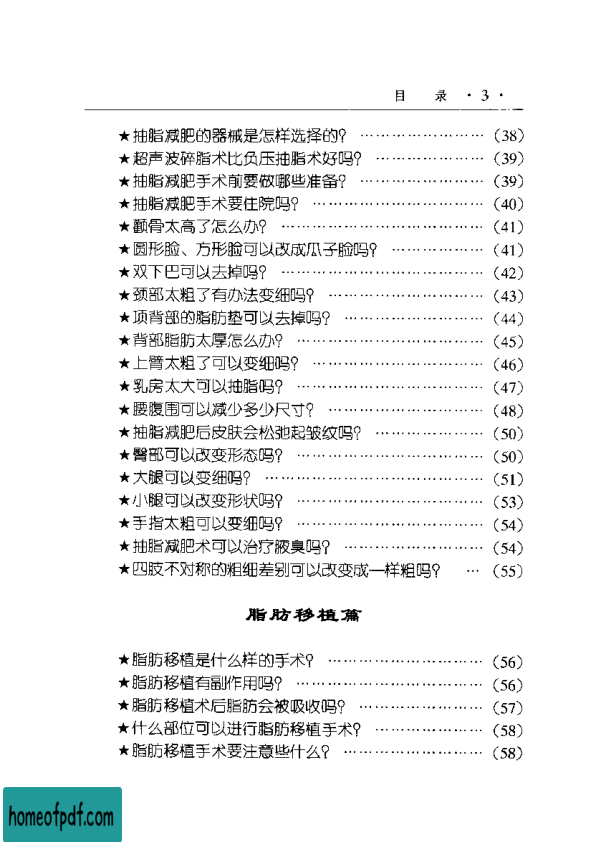 目 录 ·3·
★抽脂减肥的器械是怎样选择的? ……………………(38)
★超声波碎脂术比负压抽脂术好吗? …………………(39)
★抽脂减肥手术前要做哪些准备? ……………………(39)
★抽脂减肥手术要住院吗? ……………………………(40)
★颧骨太高了怎么办? …………………………………(41)
★圆形脸、方形脸可以改成瓜子脸吗? ………………(41)
★双下巴可以去掉吗? …………………………………(42)
★颈部太粗了有办法变细吗? …………………………(43)
★项背部的脂肪垫可以去掉吗? ………………………(44)
★背部脂肪太厚怎么办? ………………………………(45)
★上臂太粗了可以变细吗? ……………………………(46)
★乳房太大可以抽脂吗? ………………………………(47)
★腰腹围可以减少多少尺寸? …………………………(48)
★抽脂减肥后皮肤会松弛起皱纹吗? …………………(50)
★臀部可以改变形态吗? ………………………………(50)
★大腿可以变细吗? ……………………………………(51)
★小腿可以改变形状吗? ………………………………(53)
★手指太粗可以变细吗? ………………………………(54)
★抽脂减肥术可以治疗腋臭吗? ………………………(54)
★四肢不对称的粗细差别可以改变成一样粗吗? …(55)
脂肪移植篇
★脂肪移植是什么样的手术? …………………………(56)
★脂肪移植有副作用吗? ………………………………(56)
★脂肪移植术后脂肪会被吸收吗? ……………………(57)
★什么部位可以进行脂肪移植手术? …………………(58)
★脂肪移植手术要注意些什么? ………………………(58)
homeofpdf.com